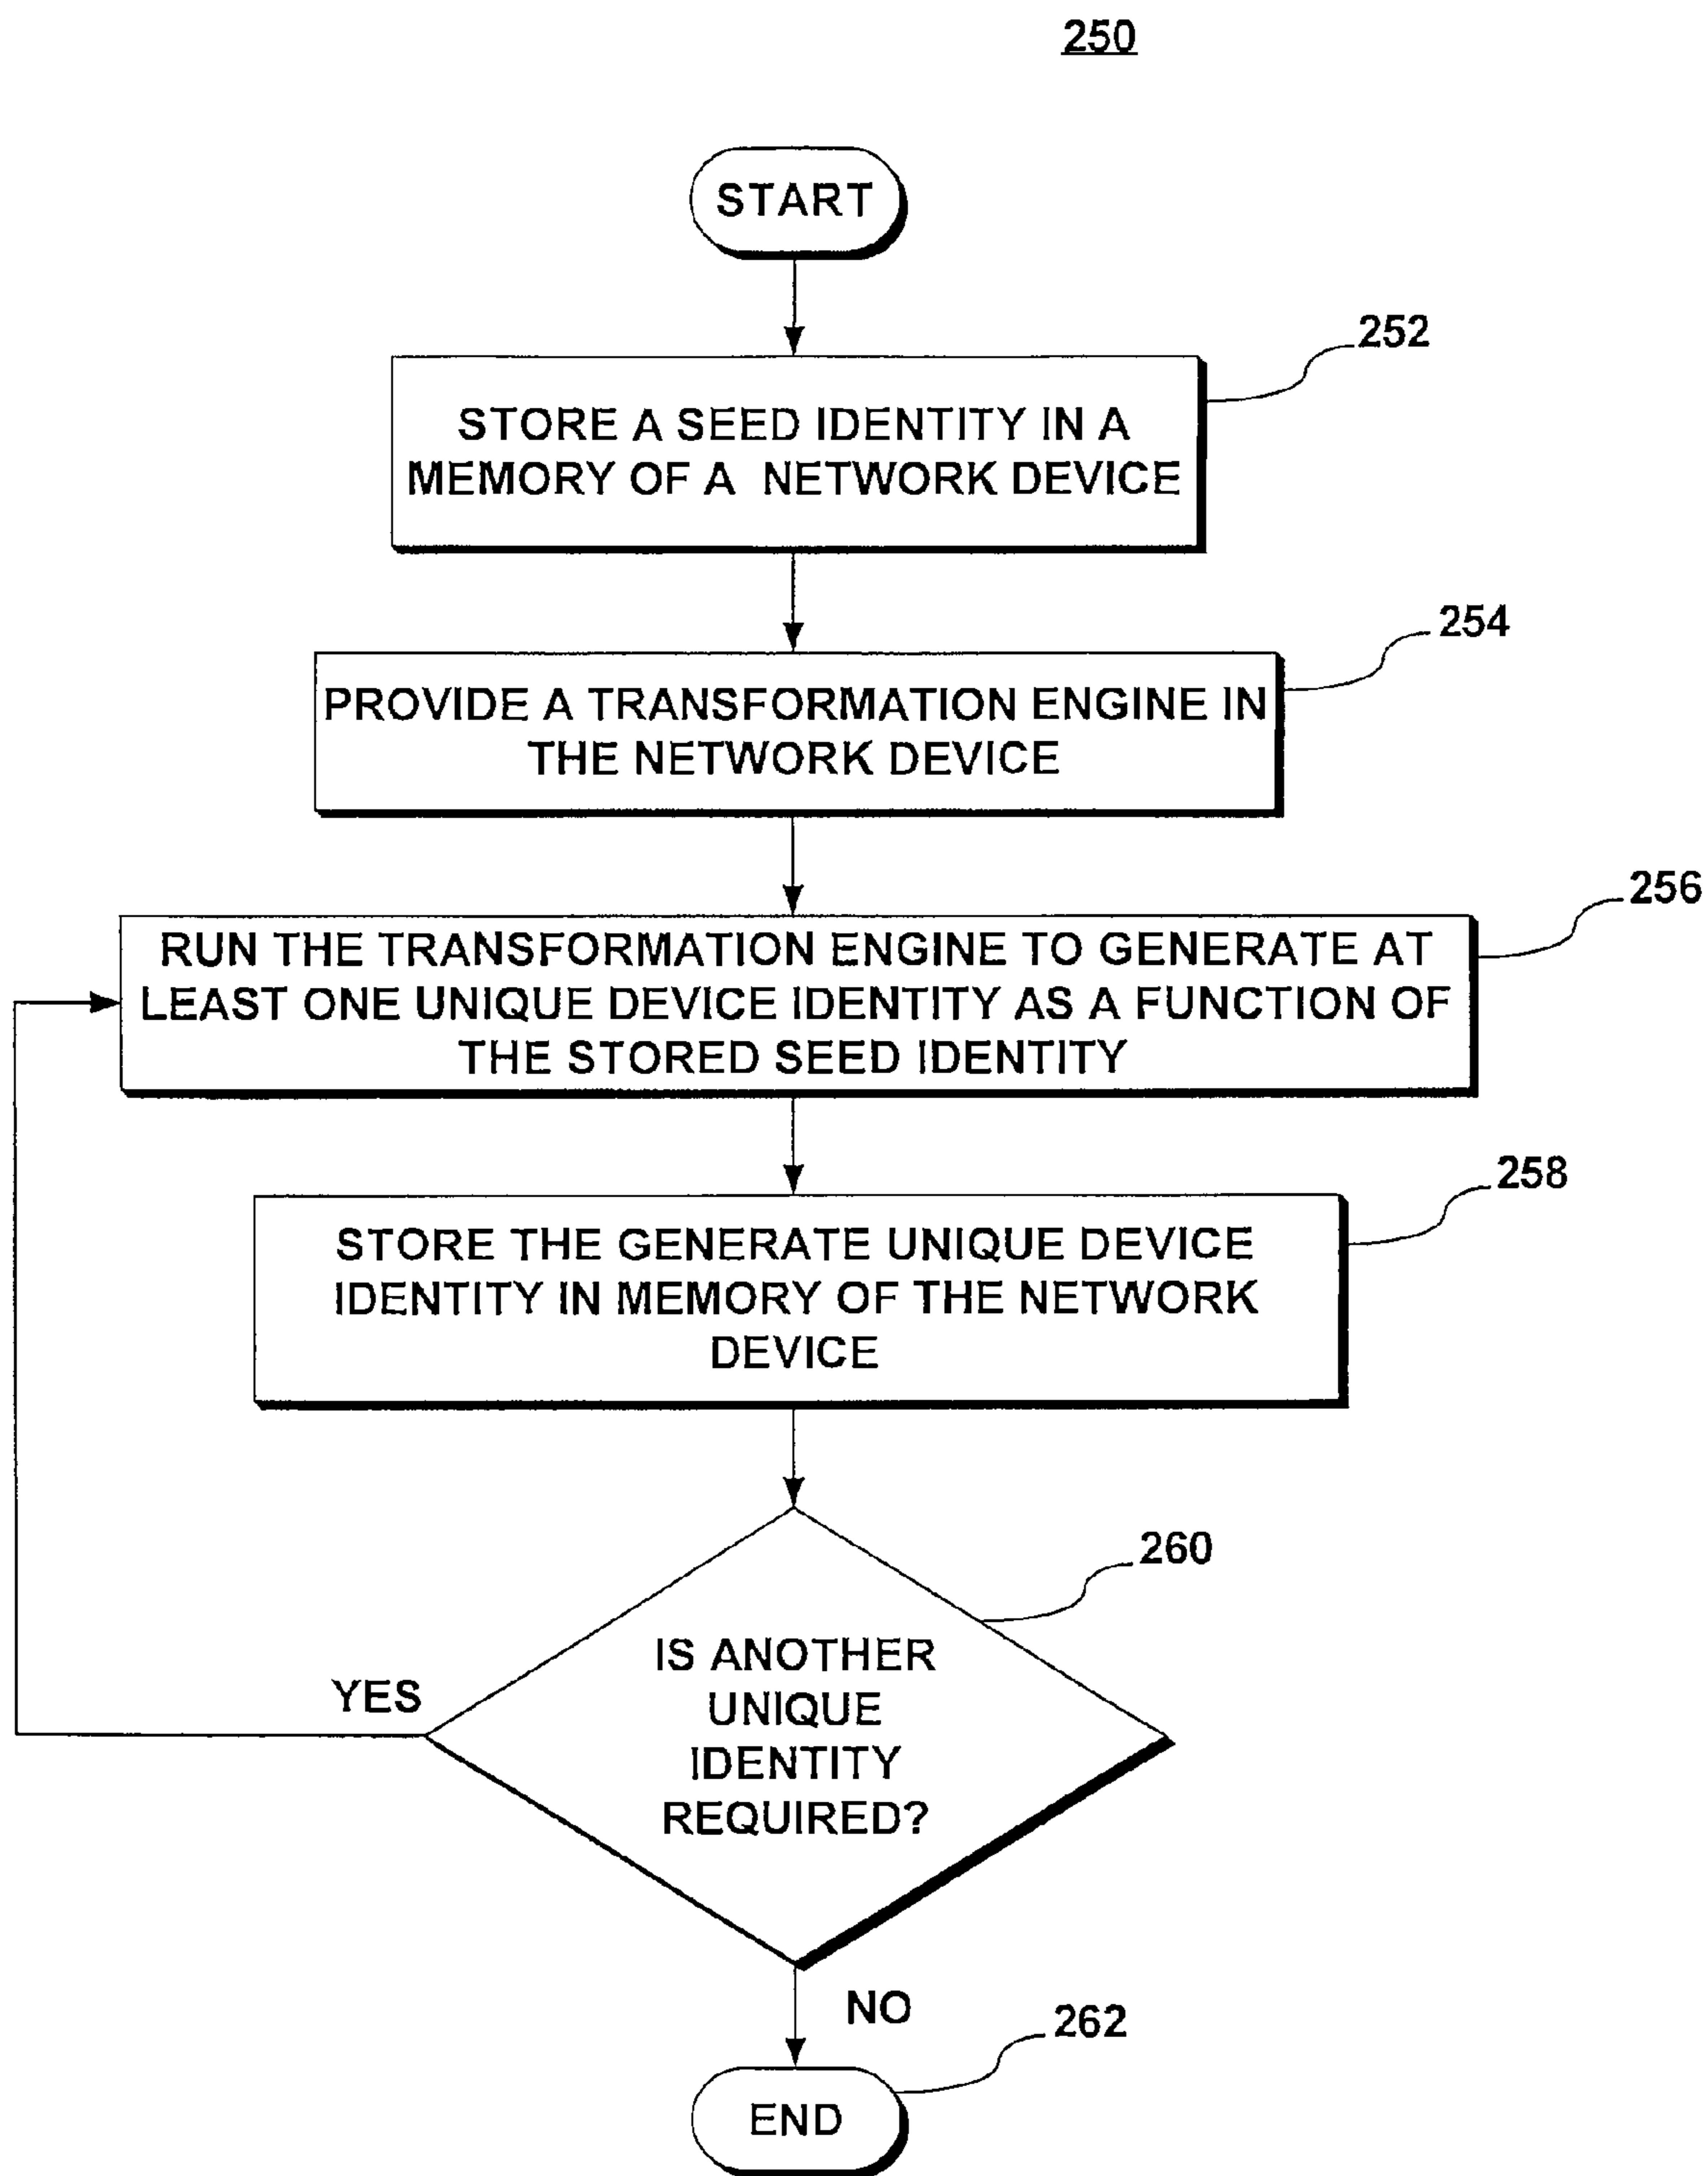 250
START
252
STORE A SEED IDENTITY IN A
MEMORY OF A NETWORK DEVICE
254
PROVIDE A TRANSFORMATION ENGINE IN
THE NETWORK DEVICE
256
RUN THE TRANSFORMATION ENGINE TO GENERATE AT
LEAST ONE UNIQUE DEVICE IDENTITY AS A FUNCTION OF
THE STORED SEED IDENTITY
258
STORE THE GENERATE UNIQUE DEVICE
IDENTITY IN MEMORY OF THE NETWORK
DEVICE
260
IS ANOTHER
UNIQUE
IDENTITY
REQUIRED?
YES
NO
262
END